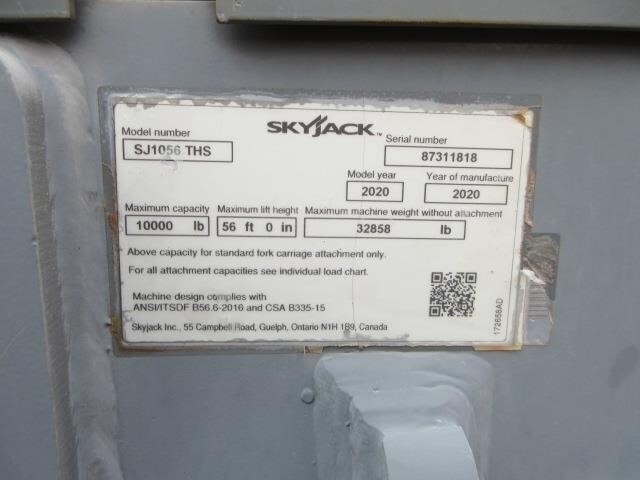 SKYJACK™
Model number
Serial number
SJ1056 THS
87311818
Model year
Year of manufacture
2020
2020
Maximum capacity
Maximum lift height
Maximum machine weight without attachment
10000 lb
56 ft 0 in
32858 lb
Above capacity for standard fork carriage attachment only.
For all attachment capacities see individual load chart.
Machine design complies with
ANSI/ITSDF B56.6-2016 and CSA B335-15
Skyjack Inc., 55 Campbell Road, Guelph, Ontario N1H 1B9, Canada
172658AD